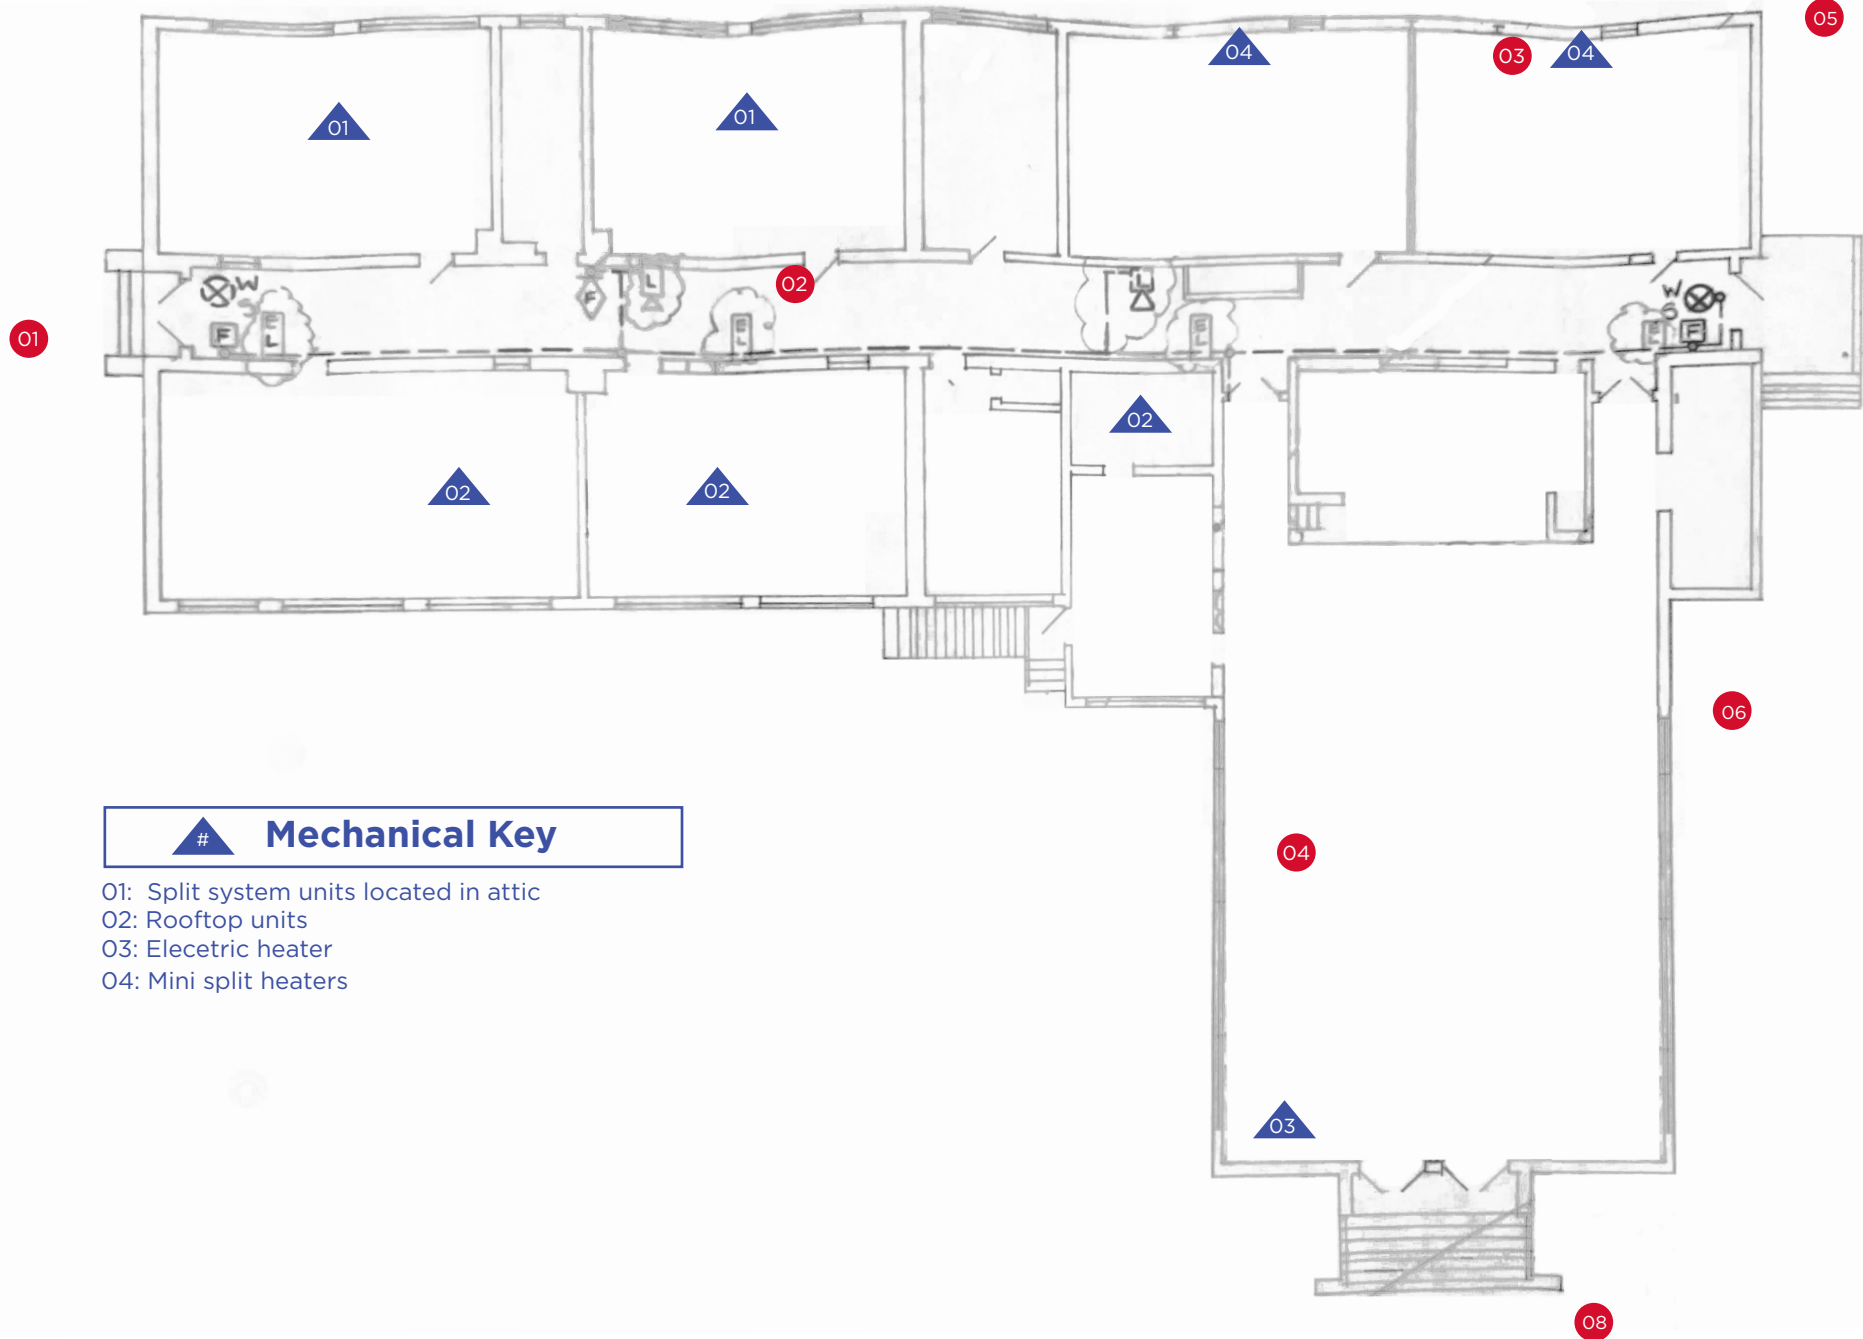 05
04
03
04
01
01
W
S
F
E
L
F
L
02
E
L
L
E
L
W
S
E
F
01
02
02
02
06
# Mechanical Key
01: Split system units located in attic
02: Rooftop units
03: Elecetric heater
04: Mini split heaters
04
03
08